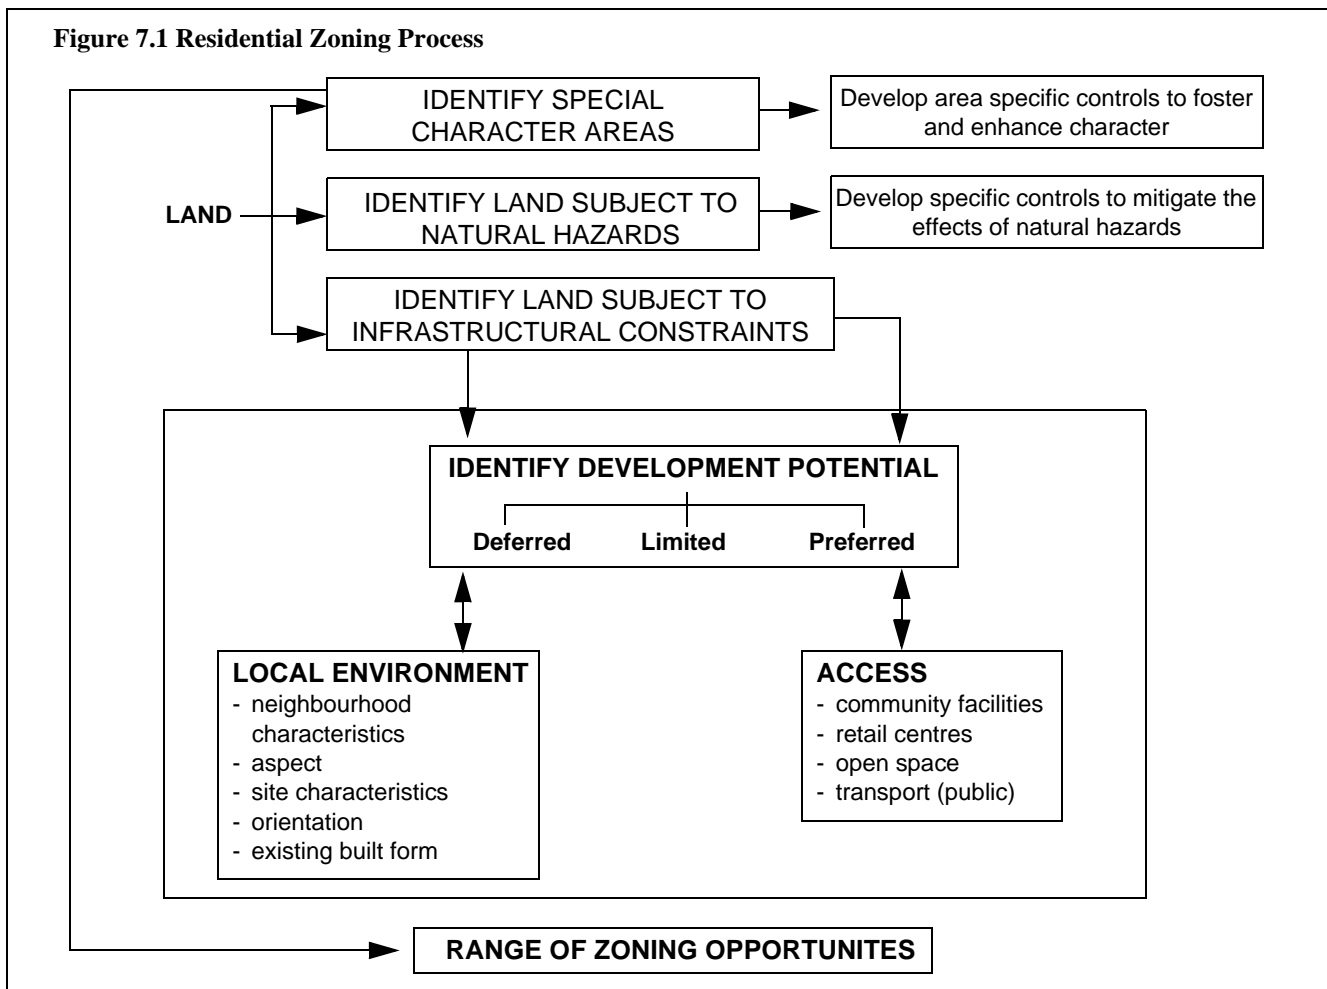 Figure 7.1 Residential Zoning Process
IDENTIFY SPECIAL
CHARACTER AREAS
Develop area specific controls to foster
and enhance character
LAND
IDENTIFY LAND SUBJECT TO
NATURAL HAZARDS
Develop specific controls to mitigate the
effects of natural hazards
IDENTIFY LAND SUBJECT TO
INFRASTRUCTURAL CONSTRAINTS
IDENTIFY DEVELOPMENT POTENTIAL
Deferred Limited Preferred
LOCAL ENVIRONMENT
- neighbourhood
characteristics
- aspect
- site characteristics
- orientation
- existing built form
ACCESS
- community facilities
- retail centres
- open space
- transport (public)
RANGE OF ZONING OPPORTUNITES